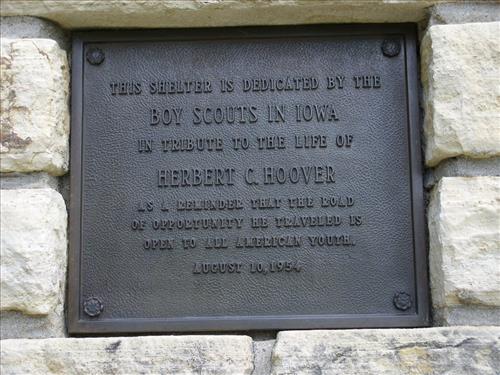 THIS SHELTER IS DEDICATED BY THE
BOY SCOUTS IN IOWA
IN TRIBUTE TO THE LIFE OF
HERBERT C. HOOVER
AS A REMINDER THAT THE ROAD
OF OPPORTUNITY HE TRAVELED IS
OPEN TO ALL AMERICAN YOUTH.
AUGUST 10, 1954